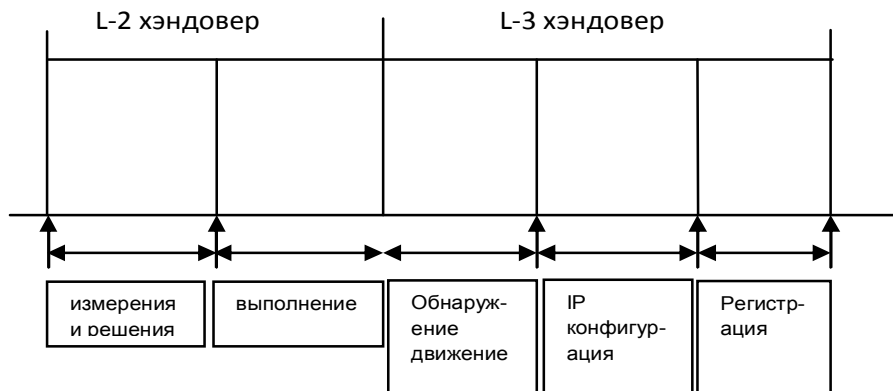 L-2 хэндовер
L-3 хэндовер
измерения
и решения
выполнение
Обнаруж-
ение
движение
IP
конфигур-
ация
Регистр-
ация